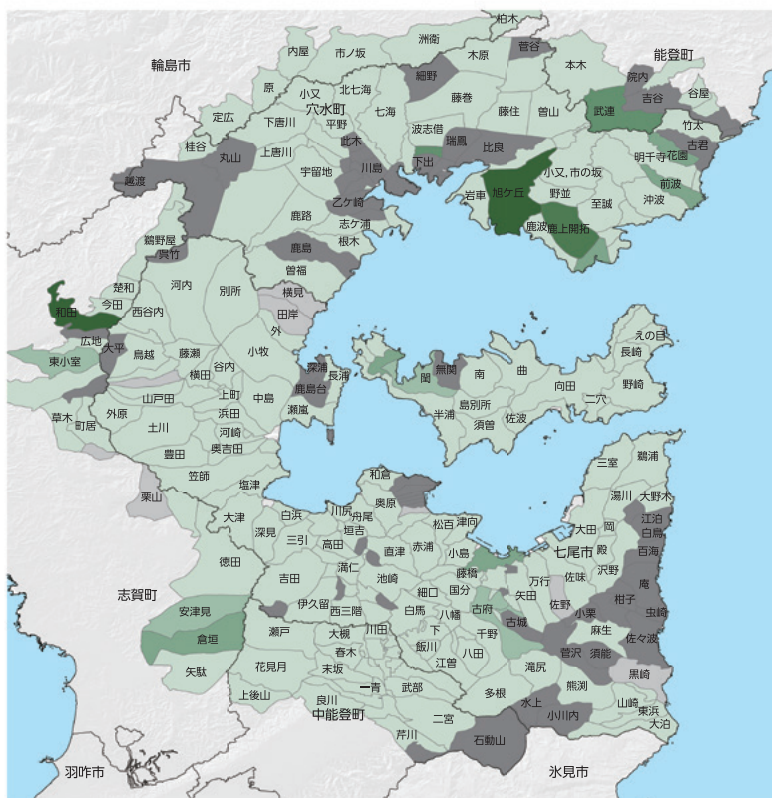 柏木
洲衛
市ノ坂
内屋
木原
菅谷
能登町
本木
輪島市
細野
院内
吉谷
谷屋
原
小又
北七海
穴水町
七海
藤巻
藤住
曽山
武連
定広
下唐川
平野
波志借
瑞鳳
比良
竹太
古君
此木
桂谷
丸山
上唐川
川島
下出
明千寺
花園
越渡
宇留地
小又,市の坂
前波
乙ケ崎
岩車
旭ケ丘
野並
至誠
沖波
鹿路
志ケ浦
鹿波
鹿上開拓
鵜野屋
根木
呉竹
鹿島
曽福
河内
別所
楚和
横見
和田
今田
西谷内
田岸
外
えの目
広地
大平
長崎
東小室
鳥越
藤瀬
小牧
深浦
無関
南
曲
谷内
長浦
閨
向田
横田
鹿島台
野崎
山戸田
上町
中島
瀬嵐
島別所
二穴
草木
外原
浜田
半浦
佐波
町居
土川
河崎
須曽
奥吉田
豊田
三室
鵜浦
笠師
和倉
栗山
塩津
奥原
湯川
大野木
大津
白浜
川尻
舟尾
松百
津向
江泊
深見
垣吉
大田
岡
白鳥
三引
高田
直津
赤浦
小島
七尾市
殿
百海
徳田
満仁
藤橋
沢野
吉田
池崎
国分
万行
佐味
庵
志賀町
細口
矢田
柑子
安津見
伊久留
西三階
白馬
八幡
古府
佐野
小栗
虫崎
古城
倉垣
瀬戸
大槻
川田
下
千野
麻生
佐々波
春木
飯川
八田
菅沢
須能
矢駄
花見月
末坂
江曽
滝尻
黒崎
一青
武部
熊渕
上後山
良川
多根
水上
山崎
東浜
中能登町
二宮
小川内
大泊
芹川
石動山
羽咋市
氷見市